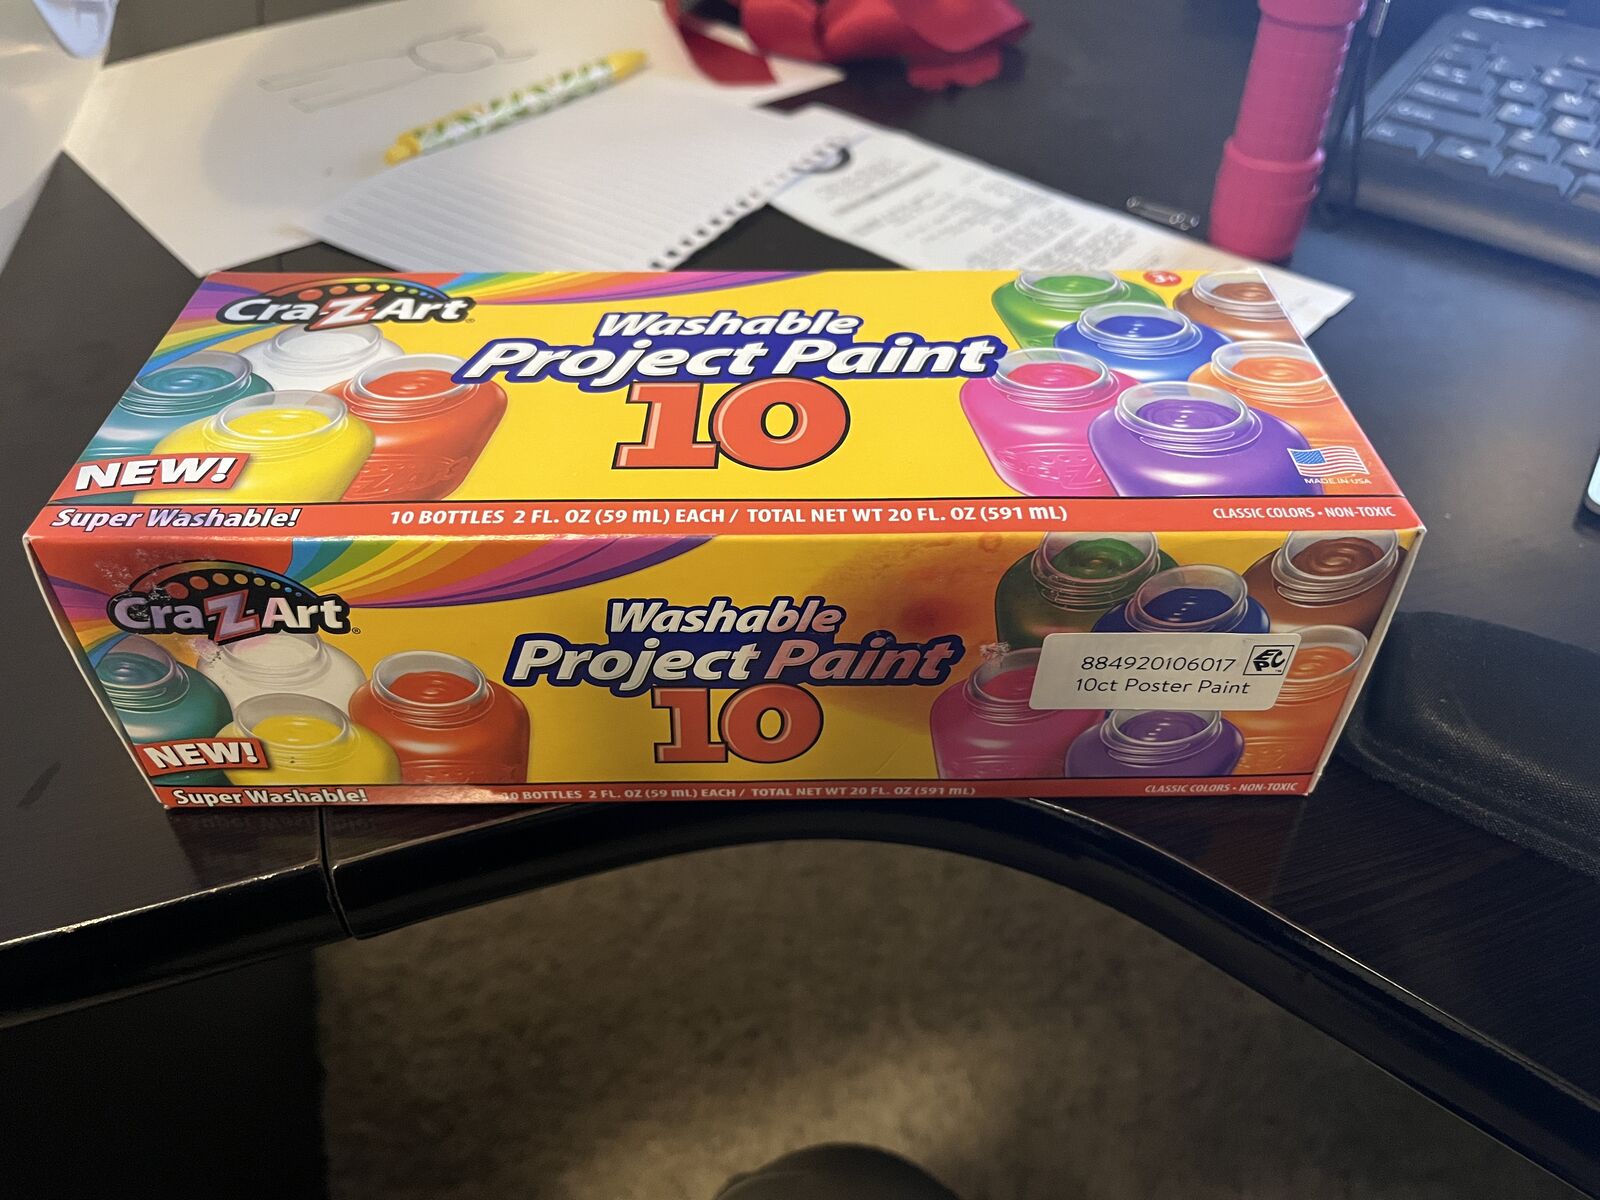 acer
Cra-Z-Art®
Washable
Project Paint
10
3+
NEW!
MADE IN USA
Super Washable!
10 BOTTLES 2 FL. OZ (59 mL) EACH / TOTAL NET WT 20 FL. OZ (591 mL)
CLASSIC COLORS • NON-TOXIC
Cra-Z-Art®
Washable
Project Paint
10
884920106017
10ct Poster Paint
NEW!
Super Washable!
10 BOTTLES 2 FL. OZ (59 mL) EACH / TOTAL NET WT 20 FL. OZ (591 mL)
CLASSIC COLORS • NON-TOXIC